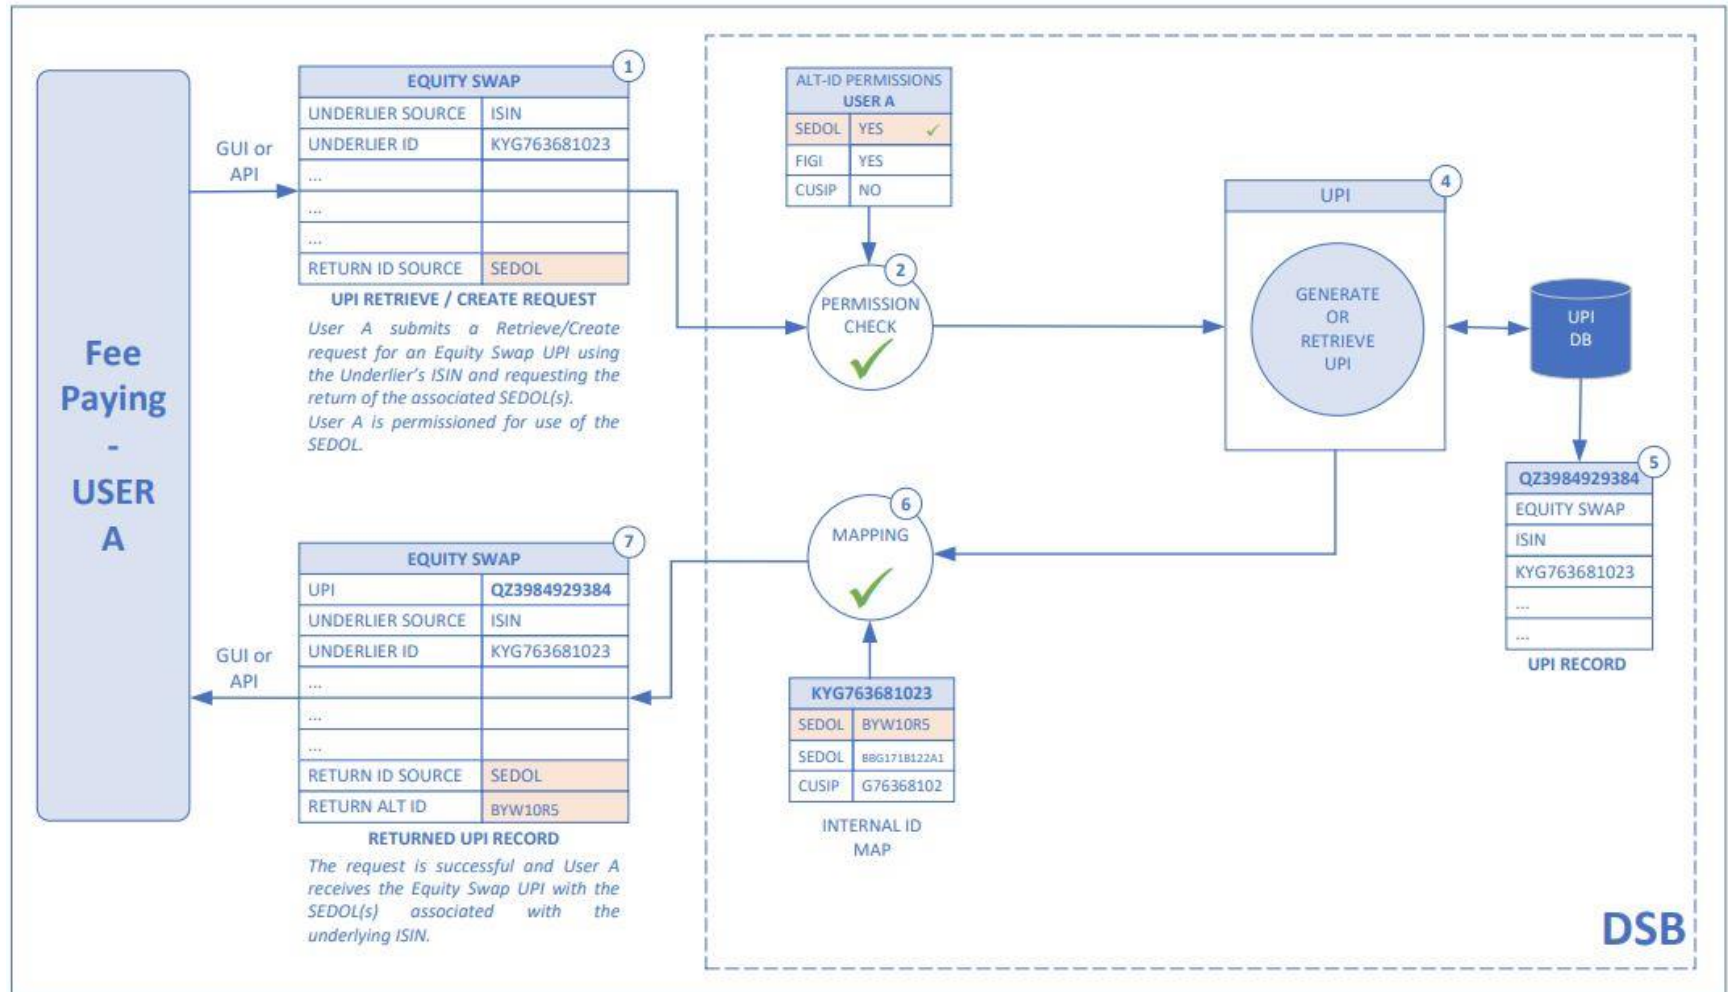 Fee
Paying
-
USER
A
GUI or
API
1
EQUITY SWAP
UNDERLIER SOURCE ISIN
UNDERLIER ID KYG763681023
...
...
...
RETURN ID SOURCE SEDOL
UPI RETRIEVE / CREATE REQUEST
User A submits a Retrieve/Create
request for an Equity Swap UPI using
the Underlier's ISIN and requesting the
return of the associated SEDOL(s).
User A is permissioned for use of the
SEDOL.
ALT-ID PERMISSIONS
USER A
SEDOL YES
FIGI YES
CUSIP NO
2
PERMISSION
CHECK
4
UPI
GENERATE
OR
RETRIEVE
UPI
UPI
DB
5
QZ3984929384
EQUITY SWAP
ISIN
KYG763681023
...
...
UPI RECORD
6
MAPPING
KYG763681023
SEDOL BYW10R5
SEDOL BBG171B122A1
CUSIP G76368102
INTERNAL ID
MAP
7
EQUITY SWAP
UPI QZ3984929384
UNDERLIER SOURCE ISIN
UNDERLIER ID KYG763681023
...
...
...
RETURN ID SOURCE SEDOL
RETURN ALT ID BYW10R5
RETURNED UPI RECORD
The request is successful and User A
receives the Equity Swap UPI with the
SEDOL(s) associated with the
underlying ISIN.
GUI or
API
DSB